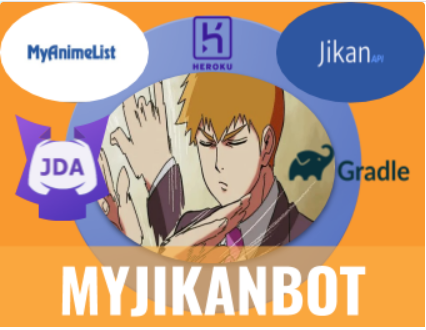 MyAnimeList
HEROKU
Jikan API
JDA
Gradle
MYJIKANBOT